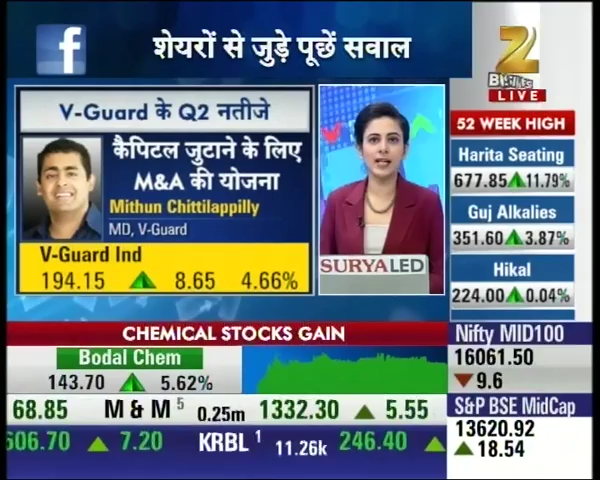 f
शेयरों से जुड़े पूछें सवाल
Z
BUSINESS
LIVE
V-Guard के Q2 नतीजे
कैपिटल जुटाने के लिए
M&A की योजना
Mithun Chittilappilly
MD, V-Guard
V-Guard Ind
194.15 8.65 4.66%
SURYA LED
52 WEEK HIGH
Harita Seating
677.85 11.79%
Guj Alkalies
351.60 3.87%
Hikal
224.00 0.04%
CHEMICAL STOCKS GAIN
Bodal Chem
143.70 5.62%
Nifty MID100
16061.50
9.6
S&P BSE MidCap
13620.92
18.54
68.85 M & M 5 0.25m 1332.30 5.55
606.70 7.20 KRBL 1 11.26k 246.40